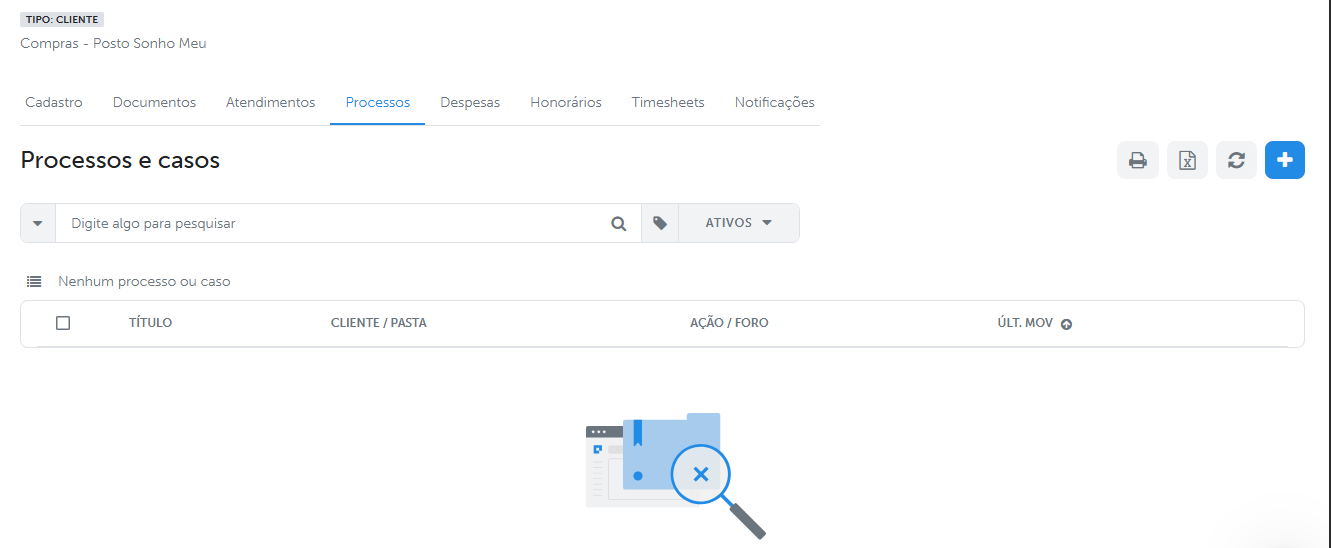 TIPO: CLIENTE
Compras - Posto Sonho Meu
Cadastro Documentos Atendimentos Processos Despesas Honorários Timesheets Notificações
Processos e casos
Digite algo para pesquisar ATIVOS
Nenhum processo ou caso
TÍTULO CLIENTE / PASTA AÇÃO / FORO ÚLT. MOV